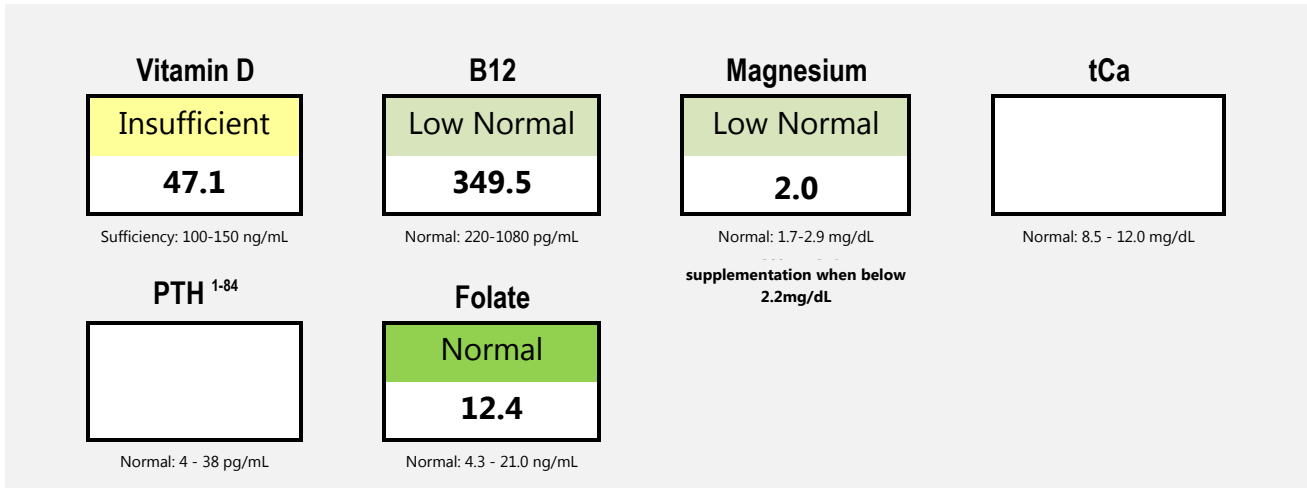 Vitamin D
Insufficient
47.1
Sufficiency: 100-150 ng/mL
B12
Low Normal
349.5
Normal: 220-1080 pg/mL
Magnesium
Low Normal
2.0
Normal: 1.7-2.9 mg/dL
supplementation when below
2.2mg/dL
tCa
Normal: 8.5 - 12.0 mg/dL
PTH 1-84
Normal: 4 - 38 pg/mL
Folate
Normal
12.4
Normal: 4.3 - 21.0 ng/mL